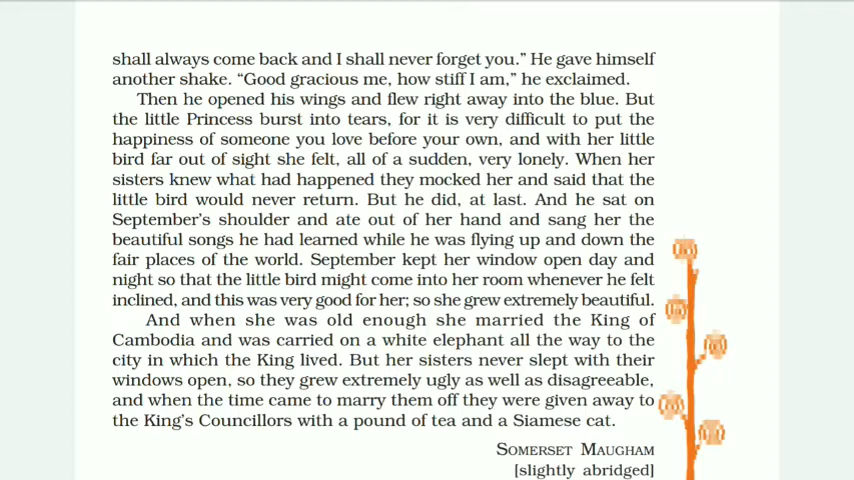 shall always come back and I shall never forget you.” He gave himself
another shake. “Good gracious me, how stiff I am,” he exclaimed.
Then he opened his wings and flew right away into the blue. But
the little Princess burst into tears, for it is very difficult to put the
happiness of someone you love before your own, and with her little
bird far out of sight she felt, all of a sudden, very lonely. When her
sisters knew what had happened they mocked her and said that the
little bird would never return. But he did, at last. And he sat on
September’s shoulder and ate out of her hand and sang her the
beautiful songs he had learned while he was flying up and down the
fair places of the world. September kept her window open day and
night so that the little bird might come into her room whenever he felt
inclined, and this was very good for her; so she grew extremely beautiful.
And when she was old enough she married the King of
Cambodia and was carried on a white elephant all the way to the
city in which the King lived. But her sisters never slept with their
windows open, so they grew extremely ugly as well as disagreeable,
and when the time came to marry them off they were given away to
the King’s Councillors with a pound of tea and a Siamese cat.
SOMERSET MAUGHAM
[slightly abridged]